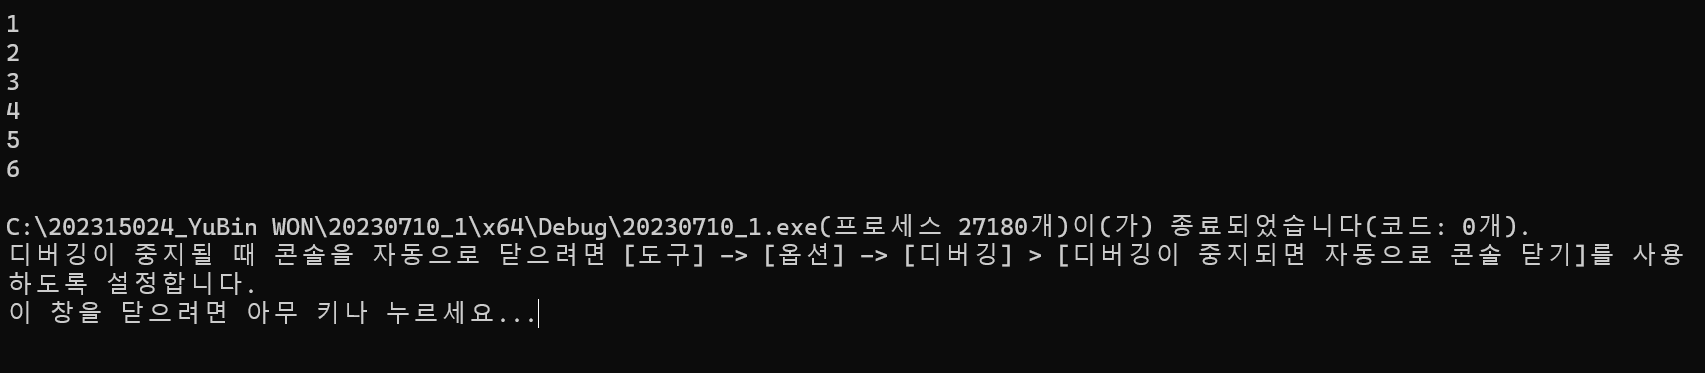 1
2
3
4
5
6
C:\202315024_YuBin WON\20230710_1\x64\Debug\20230710_1.exe(프로세스 27180개)이(가) 종료되었습니다(코드: 0개).
디버깅이 중지될 때 콘솔을 자동으로 닫으려면 [도구] -> [옵션] -> [디버깅] > [디버깅이 중지되면 자동으로 콘솔 닫기]를 사용
하도록 설정합니다.
이 창을 닫으려면 아무 키나 누르세요...